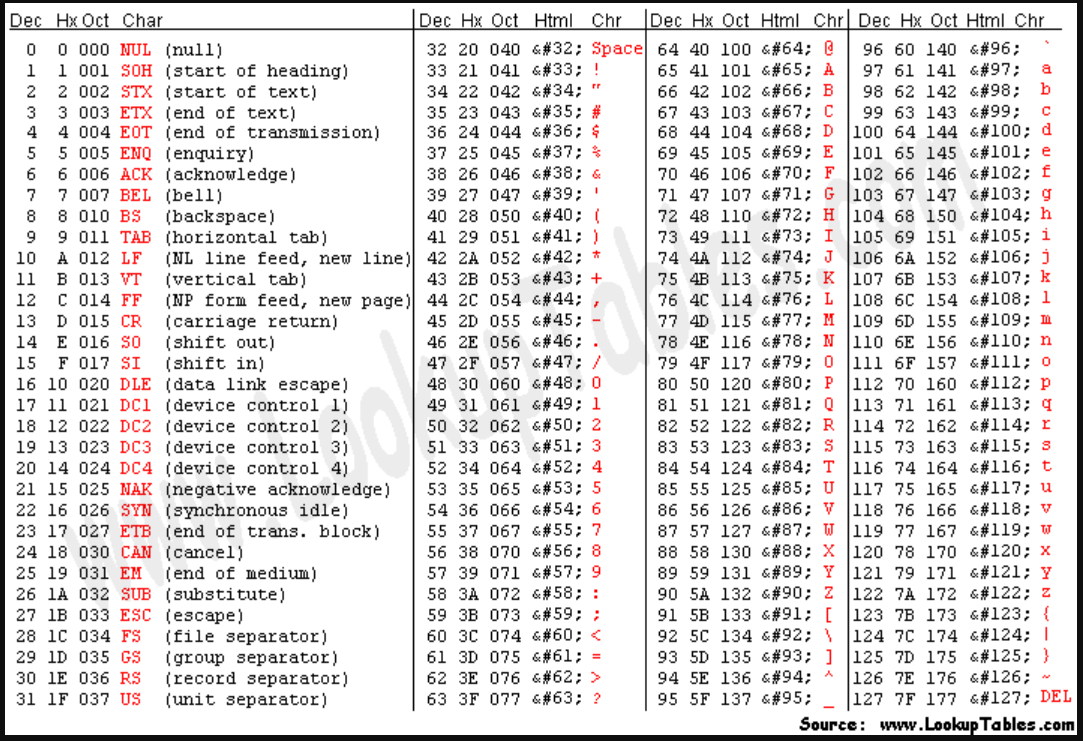 Dec Hx Oct Char
0 0 000 NUL (null)
1 1 001 SOH (start of heading)
2 2 002 STX (start of text)
3 3 003 ETX (end of text)
4 4 004 EOT (end of transmission)
5 5 005 ENQ (enquiry)
6 6 006 ACK (acknowledge)
7 7 007 BEL (bell)
8 8 010 BS (backspace)
9 9 011 TAB (horizontal tab)
10 A 012 LF (NL line feed, new line)
11 B 013 VT (vertical tab)
12 C 014 FF (NP form feed, new page)
13 D 015 CR (carriage return)
14 E 016 SO (shift out)
15 F 017 SI (shift in)
16 10 020 DLE (data link escape)
17 11 021 DC1 (device control 1)
18 12 022 DC2 (device control 2)
19 13 023 DC3 (device control 3)
20 14 024 DC4 (device control 4)
21 15 025 NAK (negative acknowledge)
22 16 026 SYN (synchronous idle)
23 17 027 ETB (end of trans. block)
24 18 030 CAN (cancel)
25 19 031 EM (end of medium)
26 1A 032 SUB (substitute)
27 1B 033 ESC (escape)
28 1C 034 FS (file separator)
29 1D 035 GS (group separator)
30 1E 036 RS (record separator)
31 1F 037 US (unit separator)
Dec Hx Oct Html Chr
32 20 040 &#32; Space
33 21 041 &#33; !
34 22 042 &#34; "
35 23 043 &#35; #
36 24 044 &#36; $
37 25 045 &#37; %
38 26 046 &#38; &
39 27 047 &#39; '
40 28 050 &#40; (
41 29 051 &#41; )
42 2A 052 &#42; *
43 2B 053 &#43; +
44 2C 054 &#44; ,
45 2D 055 &#45; -
46 2E 056 &#46; .
47 2F 057 &#47; /
48 30 060 &#48; 0
49 31 061 &#49; 1
50 32 062 &#50; 2
51 33 063 &#51; 3
52 34 064 &#52; 4
53 35 065 &#53; 5
54 36 066 &#54; 6
55 37 067 &#55; 7
56 38 070 &#56; 8
57 39 071 &#57; 9
58 3A 072 &#58; :
59 3B 073 &#59; ;
60 3C 074 &#60; <
61 3D 075 &#61; =
62 3E 076 &#62; >
63 3F 077 &#63; ?
Dec Hx Oct Html Chr
64 40 100 &#64; @
65 41 101 &#65; A
66 42 102 &#66; B
67 43 103 &#67; C
68 44 104 &#68; D
69 45 105 &#69; E
70 46 106 &#70; F
71 47 107 &#71; G
72 48 110 &#72; H
73 49 111 &#73; I
74 4A 112 &#74; J
75 4B 113 &#75; K
76 4C 114 &#76; L
77 4D 115 &#77; M
78 4E 116 &#78; N
79 4F 117 &#79; O
80 50 120 &#80; P
81 51 121 &#81; Q
82 52 122 &#82; R
83 53 123 &#83; S
84 54 124 &#84; T
85 55 125 &#85; U
86 56 126 &#86; V
87 57 127 &#87; W
88 58 130 &#88; X
89 59 131 &#89; Y
90 5A 132 &#90; Z
91 5B 133 &#91; [
92 5C 134 &#92; \
93 5D 135 &#93; ]
94 5E 136 &#94; ^
95 5F 137 &#95; _
Dec Hx Oct Html Chr
96 60 140 &#96; `
97 61 141 &#97; a
98 62 142 &#98; b
99 63 143 &#99; c
100 64 144 &#100; d
101 65 145 &#101; e
102 66 146 &#102; f
103 67 147 &#103; g
104 68 150 &#104; h
105 69 151 &#105; i
106 6A 152 &#106; j
107 6B 153 &#107; k
108 6C 154 &#108; l
109 6D 155 &#109; m
110 6E 156 &#110; n
111 6F 157 &#111; o
112 70 160 &#112; p
113 71 161 &#113; q
114 72 162 &#114; r
115 73 163 &#115; s
116 74 164 &#116; t
117 75 165 &#117; u
118 76 166 &#118; v
119 77 167 &#119; w
120 78 170 &#120; x
121 79 171 &#121; y
122 7A 172 &#122; z
123 7B 173 &#123; {
124 7C 174 &#124; |
125 7D 175 &#125; }
126 7E 176 &#126; ~
127 7F 177 &#127; DEL
Source: www.LookupTables.com
www.LookupTables.com